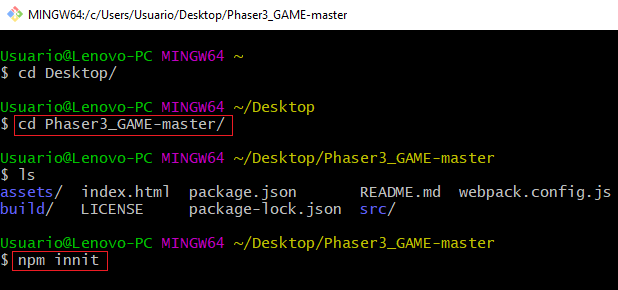 MINGW64:/c/Users/Usuario/Desktop/Phaser3_GAME-master
Usuario@Lenovo-PC MINGW64 ~
$ cd Desktop/
Usuario@Lenovo-PC MINGW64 ~/Desktop
$ cd Phaser3_GAME-master/
Usuario@Lenovo-PC MINGW64 ~/Desktop/Phaser3_GAME-master
$ ls
assets/ index.html package.json README.md webpack.config.js
build/ LICENSE package-lock.json src/
Usuario@Lenovo-PC MINGW64 ~/Desktop/Phaser3_GAME-master
$ npm innit